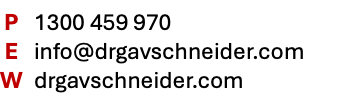 P 1300 459 970
E info@drgavschneider.com
W drgavschneider.com